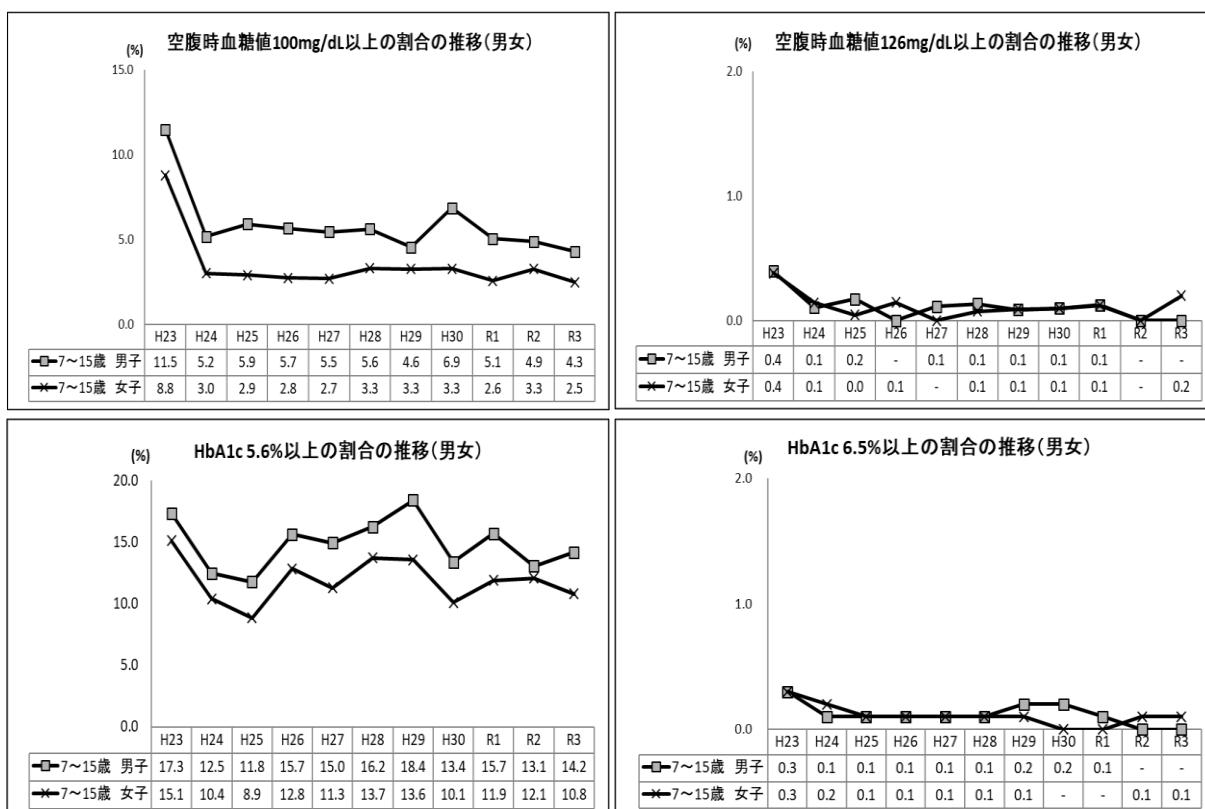 空腹時血糖値100mg/dL以上の割合の推移(男女)
(%)
15.0
10.0
5.0
0.0
H23 H24 H25 H26 H27 H28 H29 H30 R1 R2 R3
7～15歳 男子 11.5 5.2 5.9 5.7 5.5 5.6 4.6 6.9 5.1 4.9 4.3
7～15歳 女子 8.8 3.0 2.9 2.8 2.7 3.3 3.3 3.3 2.6 3.3 2.5
空腹時血糖値126mg/dL以上の割合の推移(男女)
(%)
2.0
1.0
0.0
H23 H24 H25 H26 H27 H28 H29 H30 R1 R2 R3
7～15歳 男子 0.4 0.1 0.2 - 0.1 0.1 0.1 0.1 0.1 - -
7～15歳 女子 0.4 0.1 0.0 0.1 - 0.1 0.1 0.1 0.1 - 0.2
HbA1c 5.6%以上の割合の推移(男女)
(%)
20.0
15.0
10.0
5.0
0.0
H23 H24 H25 H26 H27 H28 H29 H30 R1 R2 R3
7～15歳 男子 17.3 12.5 11.8 15.7 15.0 16.2 18.4 13.4 15.7 13.1 14.2
7～15歳 女子 15.1 10.4 8.9 12.8 11.3 13.7 13.6 10.1 11.9 12.1 10.8
HbA1c 6.5%以上の割合の推移(男女)
(%)
2.0
1.0
0.0
H23 H24 H25 H26 H27 H28 H29 H30 R1 R2 R3
7～15歳 男子 0.3 0.1 0.1 0.1 0.1 0.1 0.2 0.2 0.1 - -
7～15歳 女子 0.3 0.2 0.1 0.1 0.1 0.1 0.1 - - 0.1 0.1